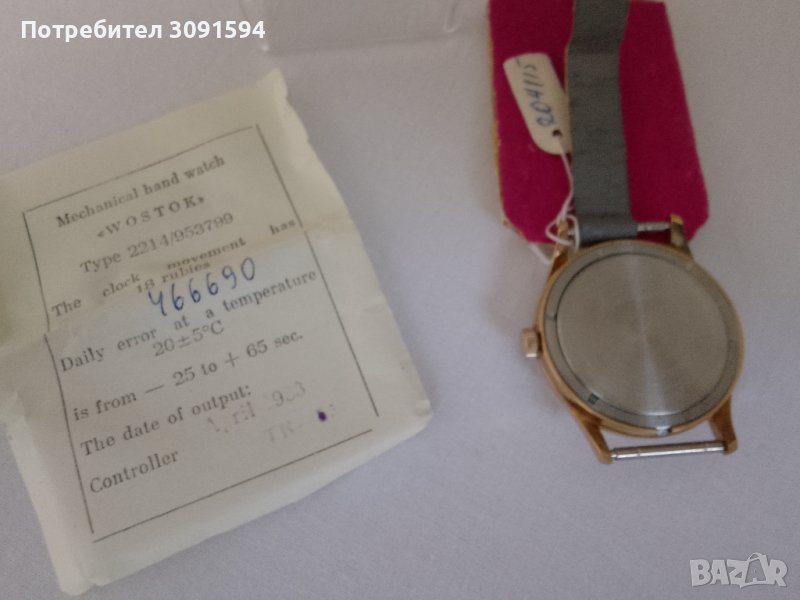 Потребител 3091594
Mechanical hand watch
«WOSTOK»
Type 2214/953799
The clock movement has
18 rubies
466690
Daily error at a temperature
20±5°C
is from — 25 to + 65 sec.
The date of output:
Controller
204115
BAZAR